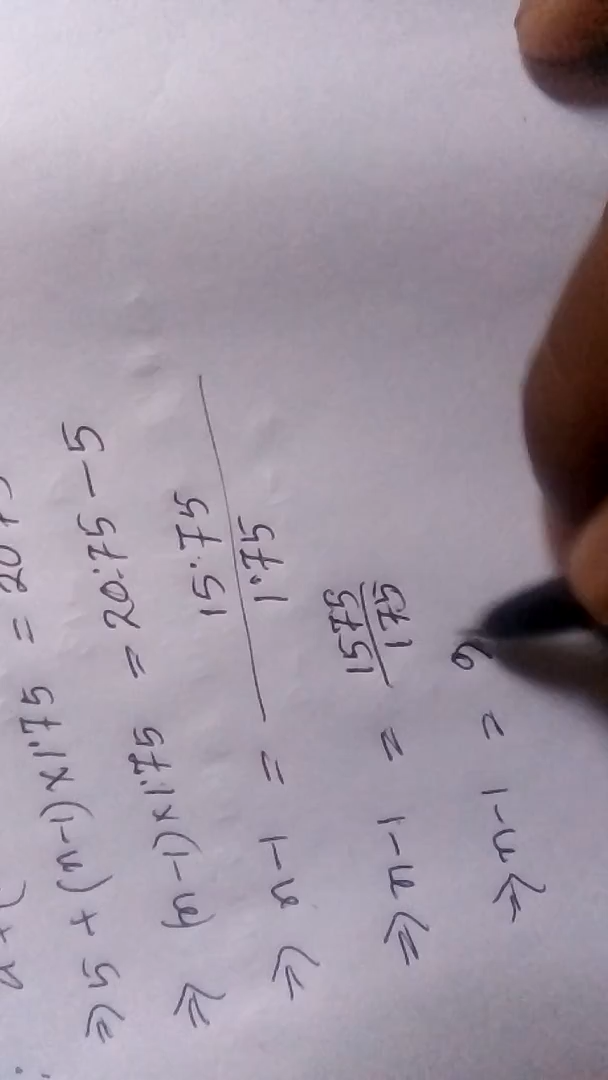 ⇒ 5 + (n-1) x 1.75 = 20.75
⇒ (n-1) x 1.75 = 20.75 - 5
⇒ n-1 = 15.75 / 1.75
⇒ n-1 = 1575 / 175
⇒ n-1 = 9